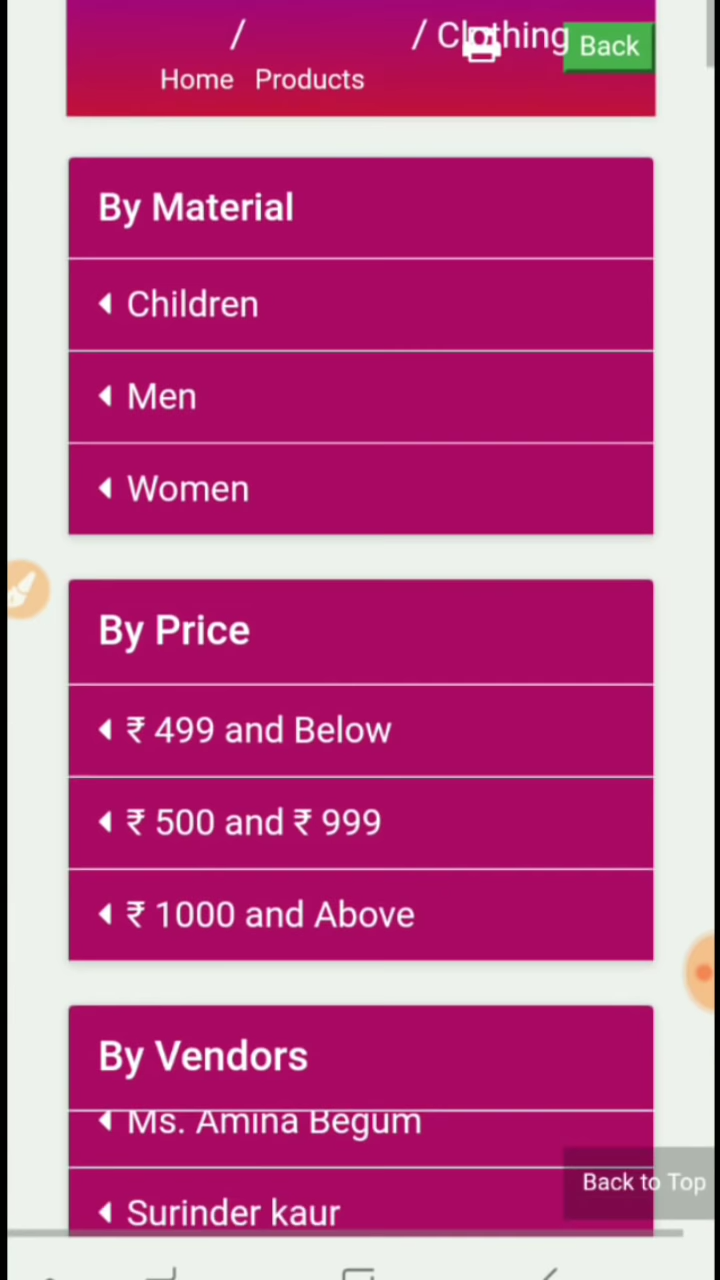 / / Clothing Back
Home Products
By Material
Children
Men
Women
By Price
₹ 499 and Below
₹ 500 and ₹ 999
₹ 1000 and Above
By Vendors
Ms. Amina Begum
Back to Top
Surinder kaur